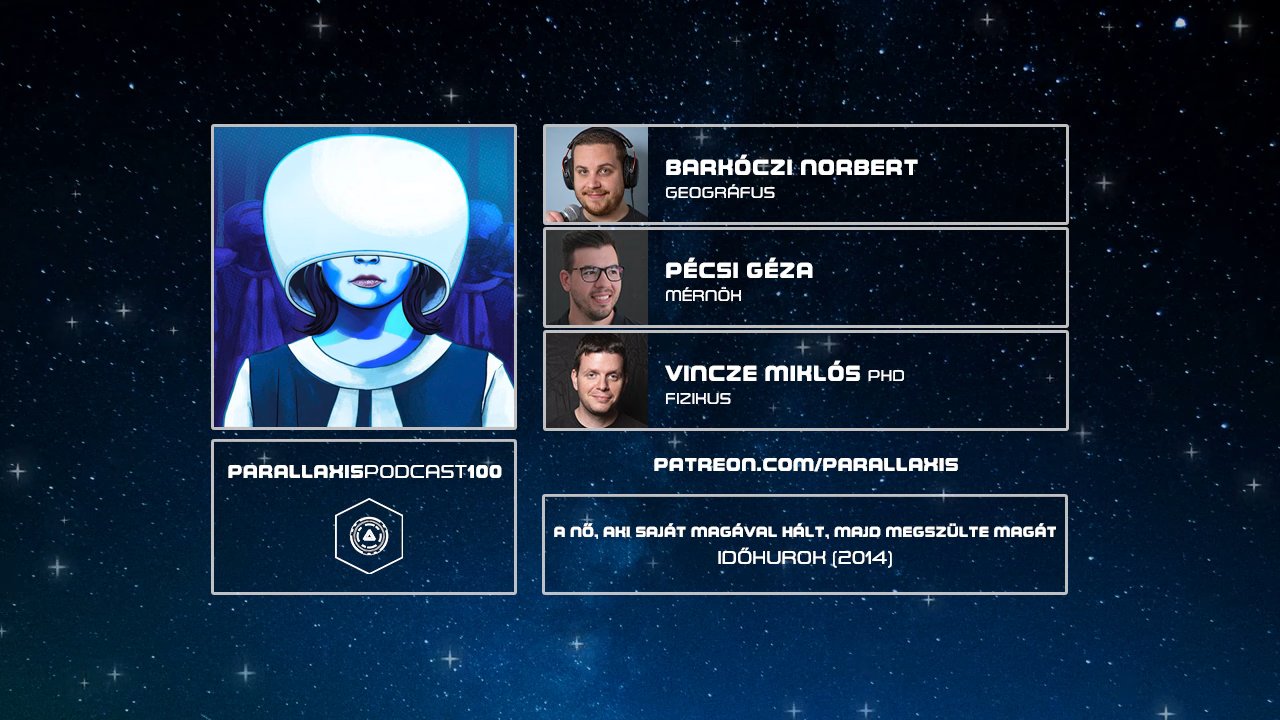 BARKÓCZI NORBERT
GEOGRÁFUS
PÉCSI GÉZA
MÉRNÖK
VINCZE MIKLÓS PHD
FIZIKUS
PARALLAXISPODCAST100
PATREON.COM/PARALLAXIS
A NŐ, AKI SAJÁT MAGÁVAL HÁLT, MAJD MEGSZÜLTE MAGÁT
IDŐHUROK (2014)